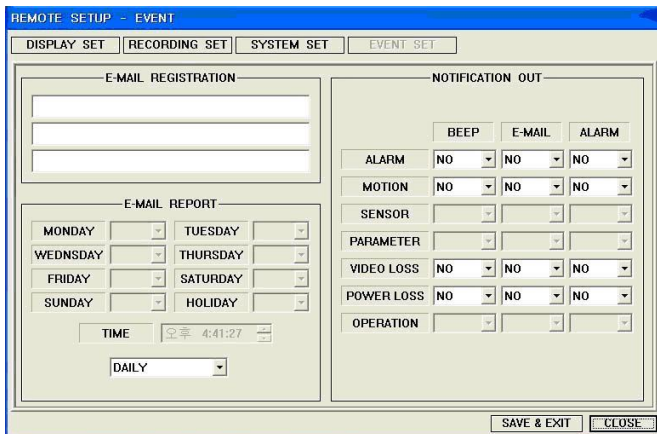 REMOTE SETUP - EVENT
DISPLAY SET RECORDING SET SYSTEM SET EVENT SET
E-MAIL REGISTRATION
E-MAIL REPORT
MONDAY TUESDAY
WEDNSDAY THURSDAY
FRIDAY SATURDAY
SUNDAY HOLIDAY
TIME 오후 4:41:27
DAILY
NOTIFICATION OUT
BEEP E-MAIL ALARM
ALARM NO NO NO
MOTION NO NO NO
SENSOR
PARAMETER
VIDEO LOSS NO NO NO
POWER LOSS NO NO NO
OPERATION
SAVE & EXIT CLOSE